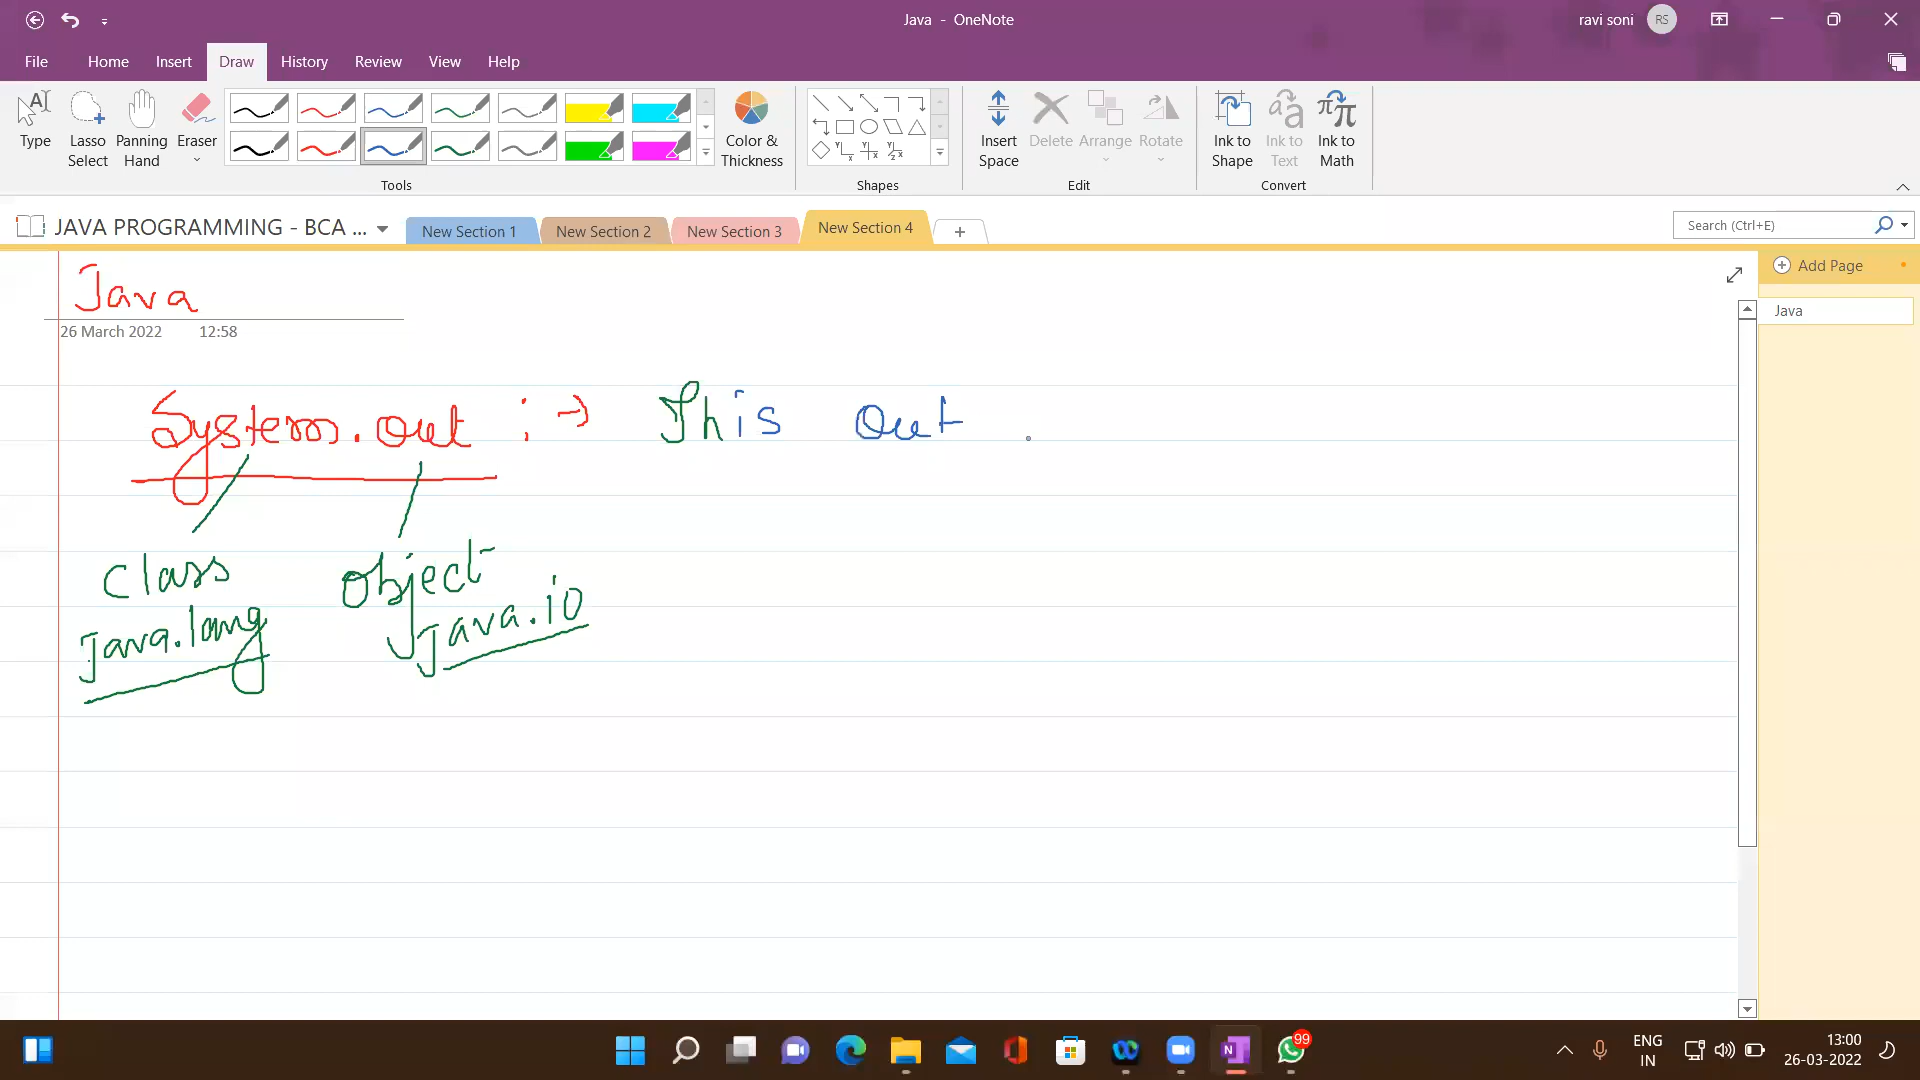 Java - OneNote
ravi soni RS
File Home Insert Draw History Review View Help
Type Lasso Select Panning Hand Eraser Color & Thickness Insert Space Delete Arrange Rotate Ink to Shape Ink to Text Ink to Math
Tools Shapes Edit Convert
JAVA PROGRAMMING - BCA ... New Section 1 New Section 2 New Section 3 New Section 4 Search (Ctrl+E)
Java
Add Page
Java
26 March 2022 12:58
System.out : → This out
class object
Java.lang Java.io
99
ENG IN
13:00
26-03-2022